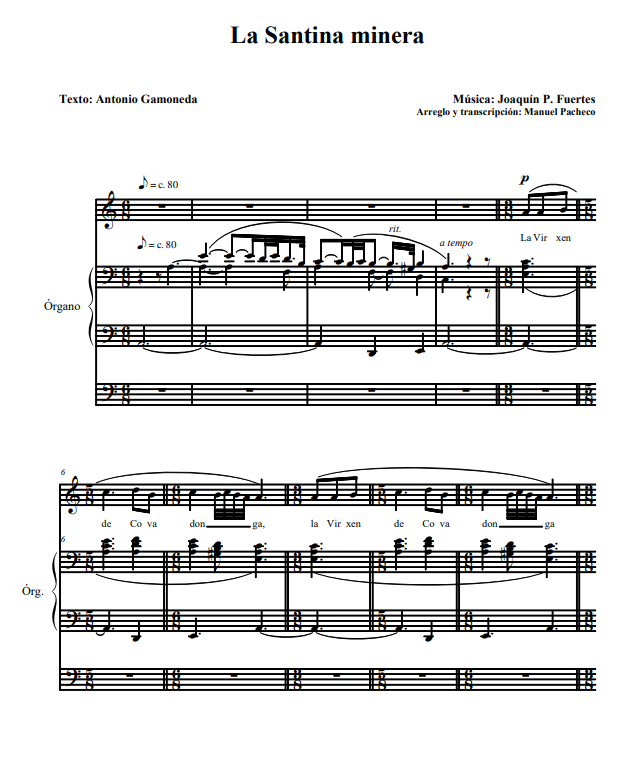 La Santina minera
Texto: Antonio Gamoneda
Música: Joaquín P. Fuertes
Arreglo y transcripción: Manuel Pacheco
= c. 80
p
La Vir xen
= c. 80
rit.
a tempo
Órgano
6
de Co va don ga, la Vir xen de Co va don ga
6
Órg.